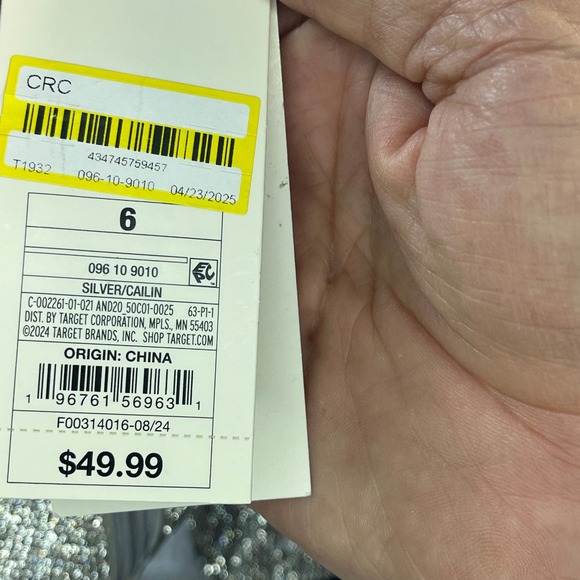 CRC
434745759457
T1932 096-10-9010 04/23/2025
6
096 10 9010
SILVER/CAILIN
C-002261-01-021 AND20_50C01-0025 63-P1-1
DIST. BY TARGET CORPORATION, MPLS., MN 55403
©2024 TARGET BRANDS, INC. SHOP TARGET.COM
ORIGIN: CHINA
1 96761 56963 1
F00314016-08/24
$49.99